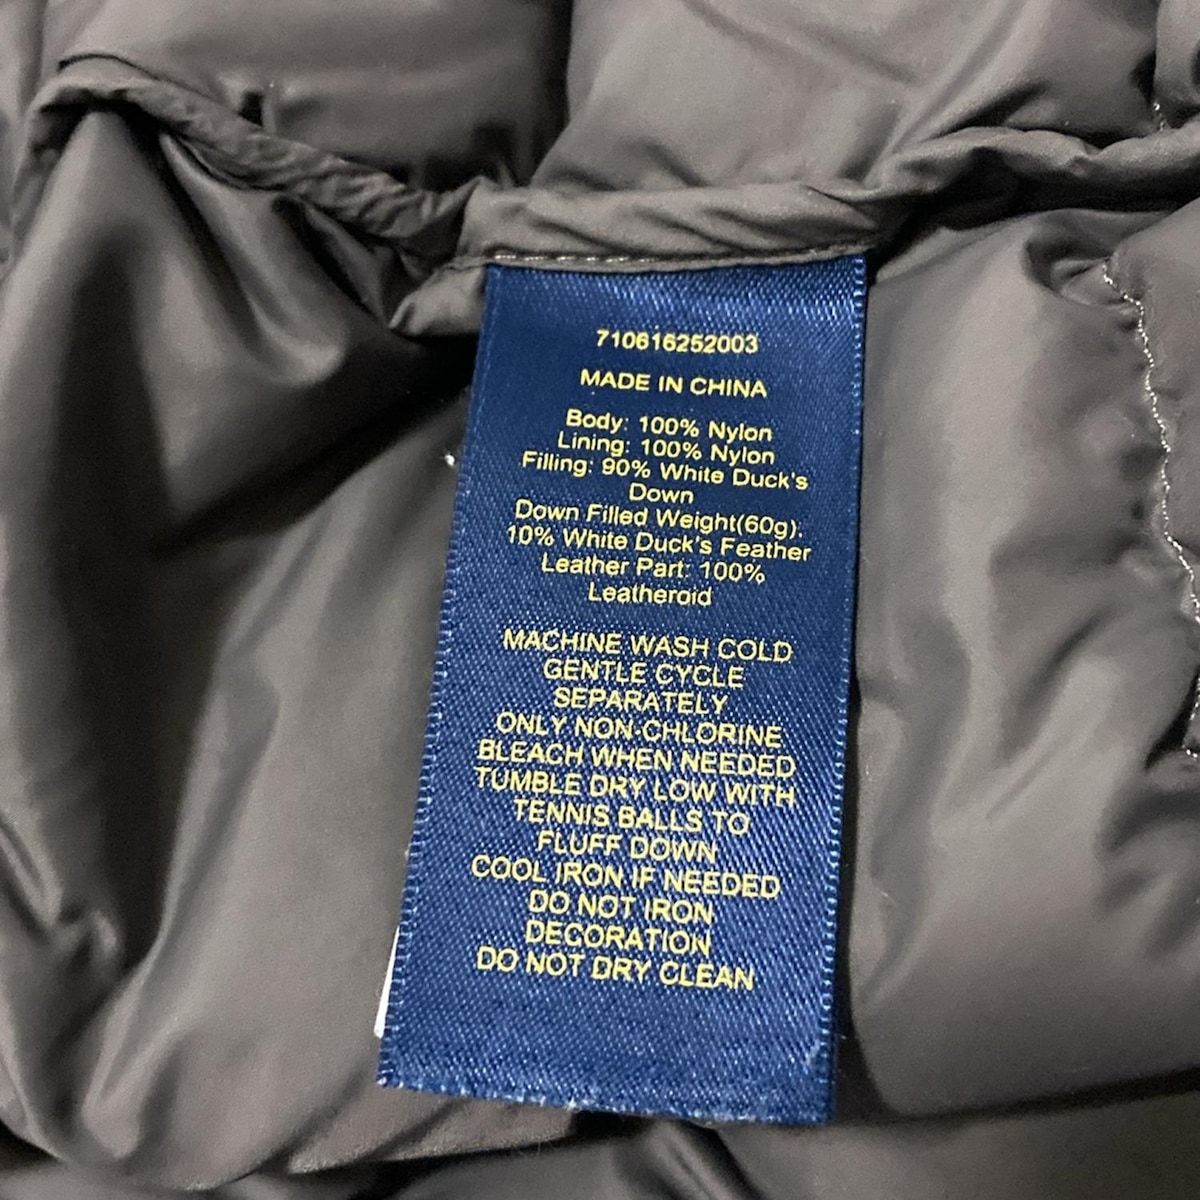 710616252003
MADE IN CHINA
Body: 100% Nylon
Lining: 100% Nylon
Filling: 90% White Duck's
Down
Down Filled Weight(60g).
10% White Duck's Feather
Leather Part: 100%
Leatheroid
MACHINE WASH COLD
GENTLE CYCLE
SEPARATELY
ONLY NON-CHLORINE
BLEACH WHEN NEEDED
TUMBLE DRY LOW WITH
TENNIS BALLS TO
FLUFF DOWN
COOL IRON IF NEEDED
DO NOT IRON
DECORATION
DO NOT DRY CLEAN